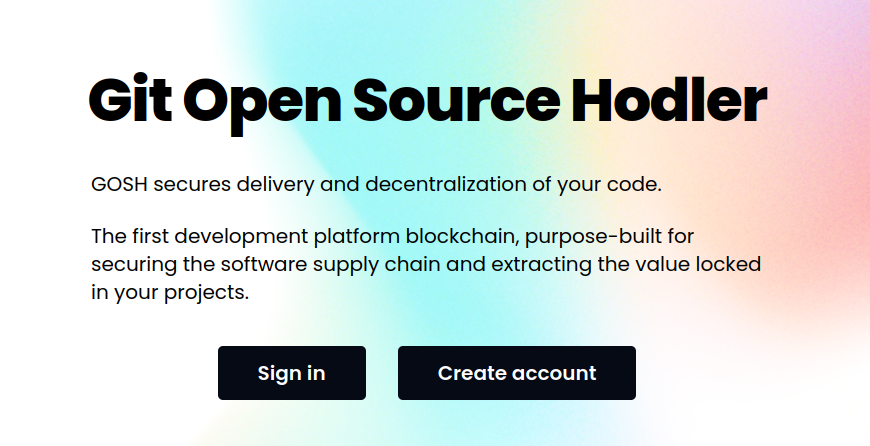 Git Open Source Hodler
GOSH secures delivery and decentralization of your code.
The first development platform blockchain, purpose-built for
securing the software supply chain and extracting the value locked
in your projects.
Sign in
Create account